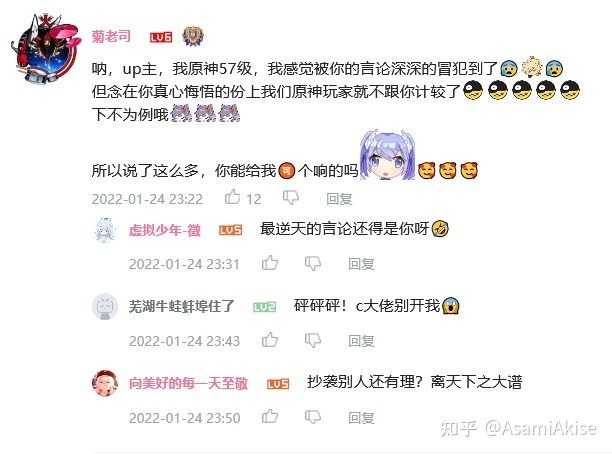 菊老司 LV6
呐，up主，我原神57级，我感觉被你的言论深深的冒犯到了
但念在你真心悔悟的份上我们原神玩家就不跟你计较了
下不为例哦
所以说了这么多，你能给我可个响的吗
2022-01-24 23:22 12 回复
虚拟少年-微 LV5 最逆天的言论还得是你呀
2022-01-24 23:31 回复
芜湖牛蛙蚌埠住了 LV2 砰砰砰！c大佬别开我
2022-01-24 23:43 回复
向美好的每一天至敬 LV5 抄袭别人还有理？离天下之大谱
2022-01-24 23:50 回复
知乎 @AsamiAkise